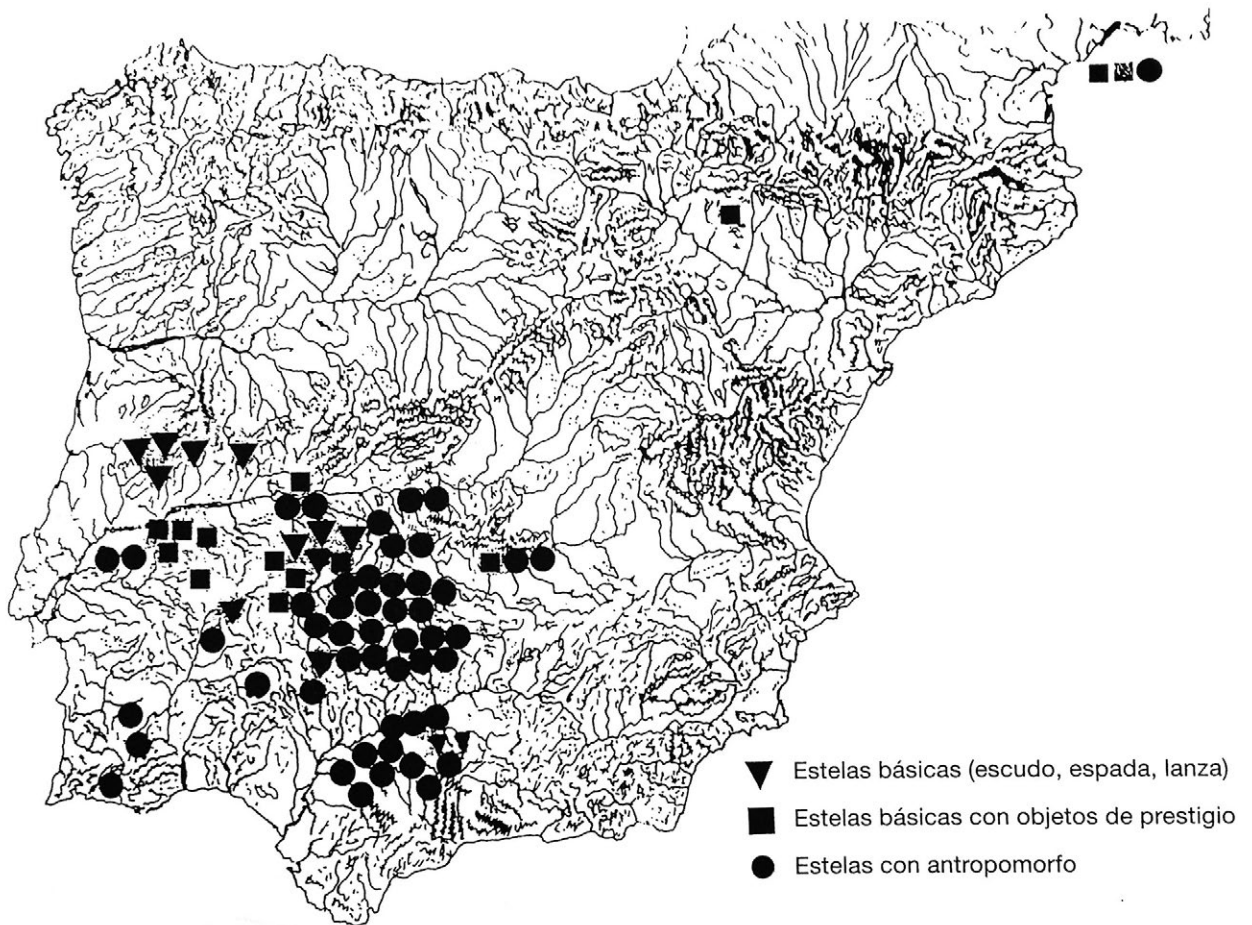 Estelas básicas (escudo, espada, lanza)
Estelas básicas con objetos de prestigio
Estelas con antropomorfo